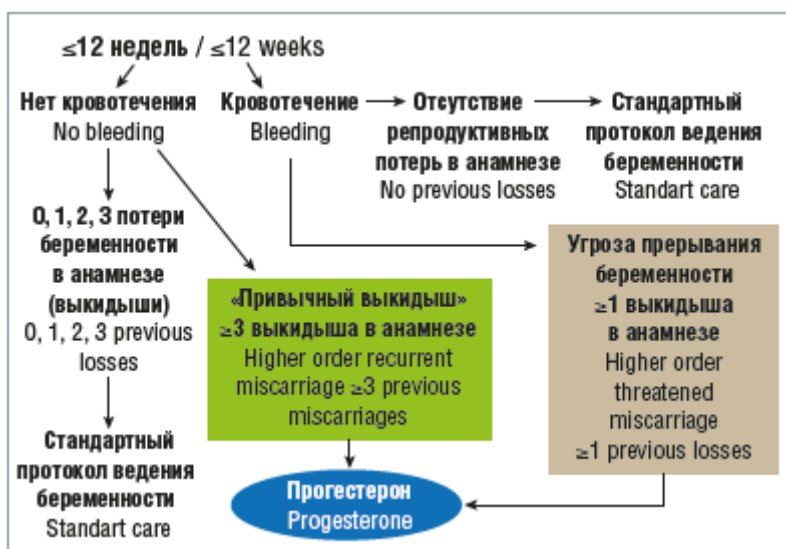 ≤12 недель / ≤12 weeks
Нет кровотечения
No bleeding
Кровотечение
Bleeding
Отсутствие
репродуктивных
потерь в анамнезе
No previous losses
Стандартный
протокол ведения
беременности
Standart care
0, 1, 2, 3 потери
беременности
в анамнезе
(выкидыши)
0, 1, 2, 3 previous
losses
Стандартный
протокол ведения
беременности
Standart care
«Привычный выкидыш»
≥3 выкидыша в анамнезе
Higher order recurrent
miscarriage ≥3 previous
miscarriages
Угроза прерывания
беременности
≥1 выкидыша
в анамнезе
Higher order
threatened
miscarriage
≥1 previous losses
Прогестерон
Progesterone